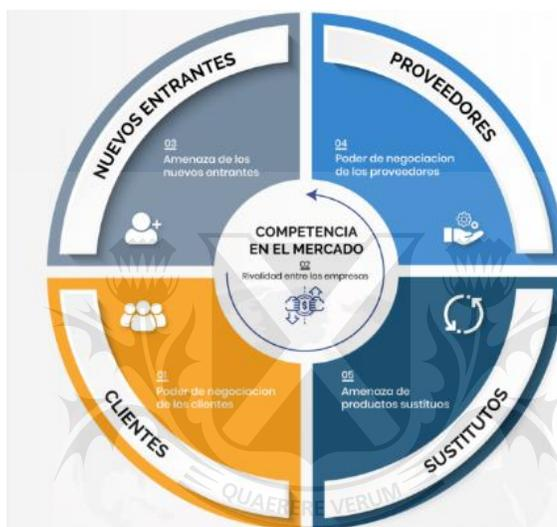 NUEVOS ENTRANTES
03
Amenaza de los
nuevos entrantes
PROVEEDORES
04
Poder de negociacion
de los proveedores
COMPETENCIA
EN EL MERCADO
02
Rivalidad entre las empresas
01
Poder de negociacion
de los clientes
CLIENTES
05
Amenaza de
productos sustituos
SUSTITUTOS
QUAERERE VERUM